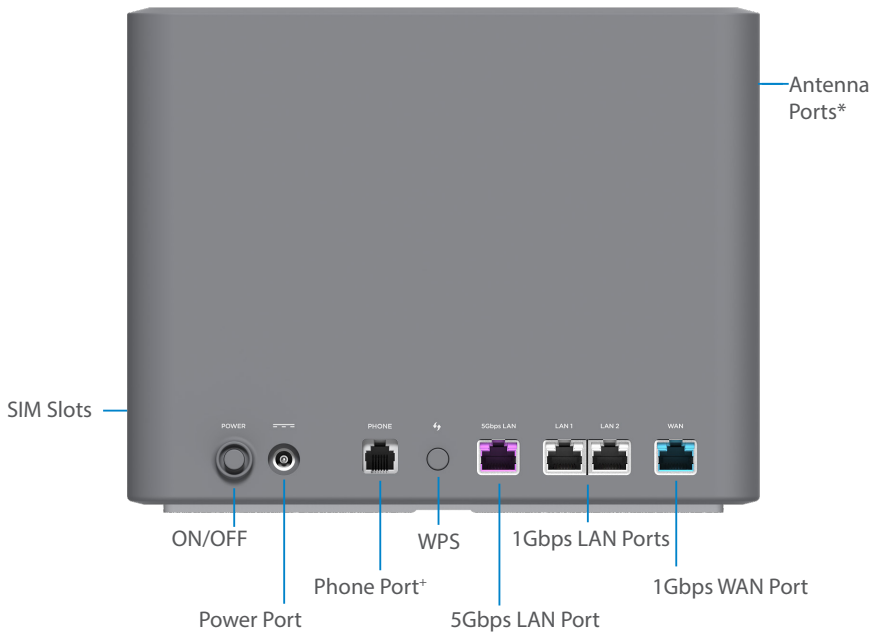 Antenna
Ports*
SIM Slots
POWER
PHONE
5Gbps LAN
LAN 1
LAN 2
WAN
ON/OFF
WPS
1Gbps LAN Ports
Phone Port+
1Gbps WAN Port
Power Port
5Gbps LAN Port